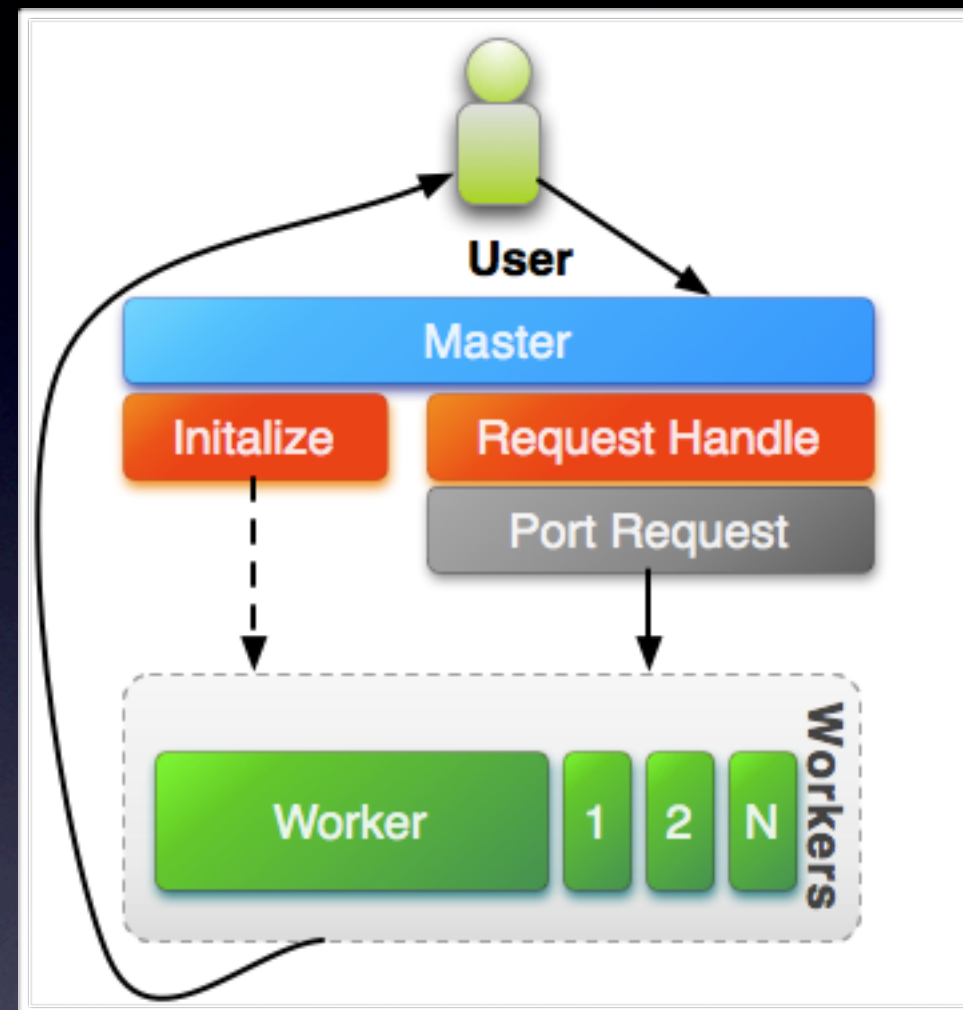 User
Master
Initalize
Request Handle
Port Request
Worker
1
2
N
Workers